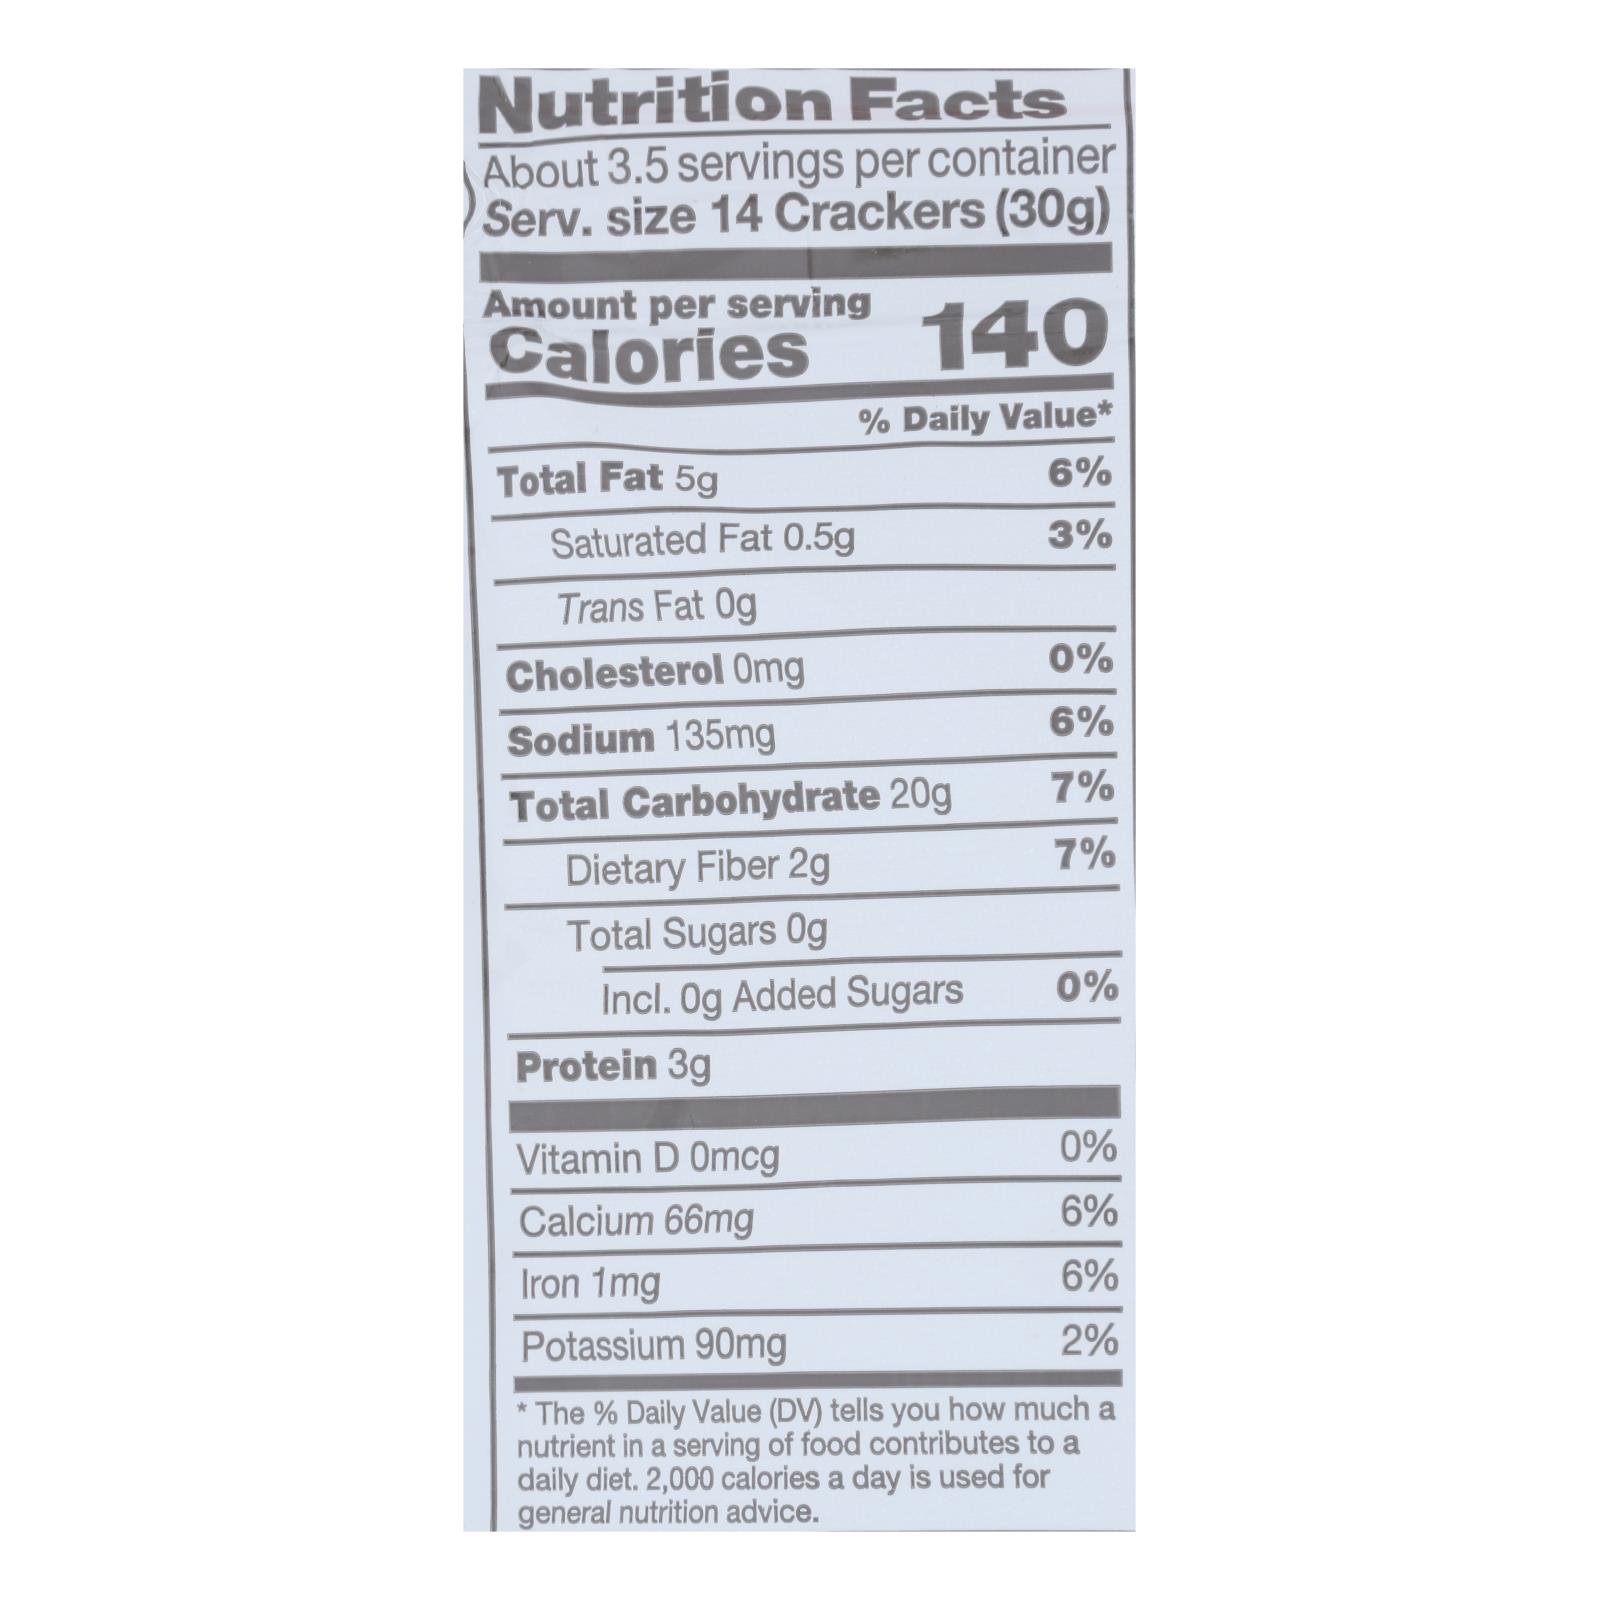 Nutrition Facts
About 3.5 servings per container
Serv. size 14 Crackers (30g)
Amount per serving
Calories 140
% Daily Value*
Total Fat 5g 6%
Saturated Fat 0.5g 3%
Trans Fat 0g
Cholesterol 0mg 0%
Sodium 135mg 6%
Total Carbohydrate 20g 7%
Dietary Fiber 2g 7%
Total Sugars 0g
Incl. 0g Added Sugars 0%
Protein 3g
Vitamin D 0mcg 0%
Calcium 66mg 6%
Iron 1mg 6%
Potassium 90mg 2%
* The % Daily Value (DV) tells you how much a
nutrient in a serving of food contributes to a
daily diet. 2,000 calories a day is used for
general nutrition advice.